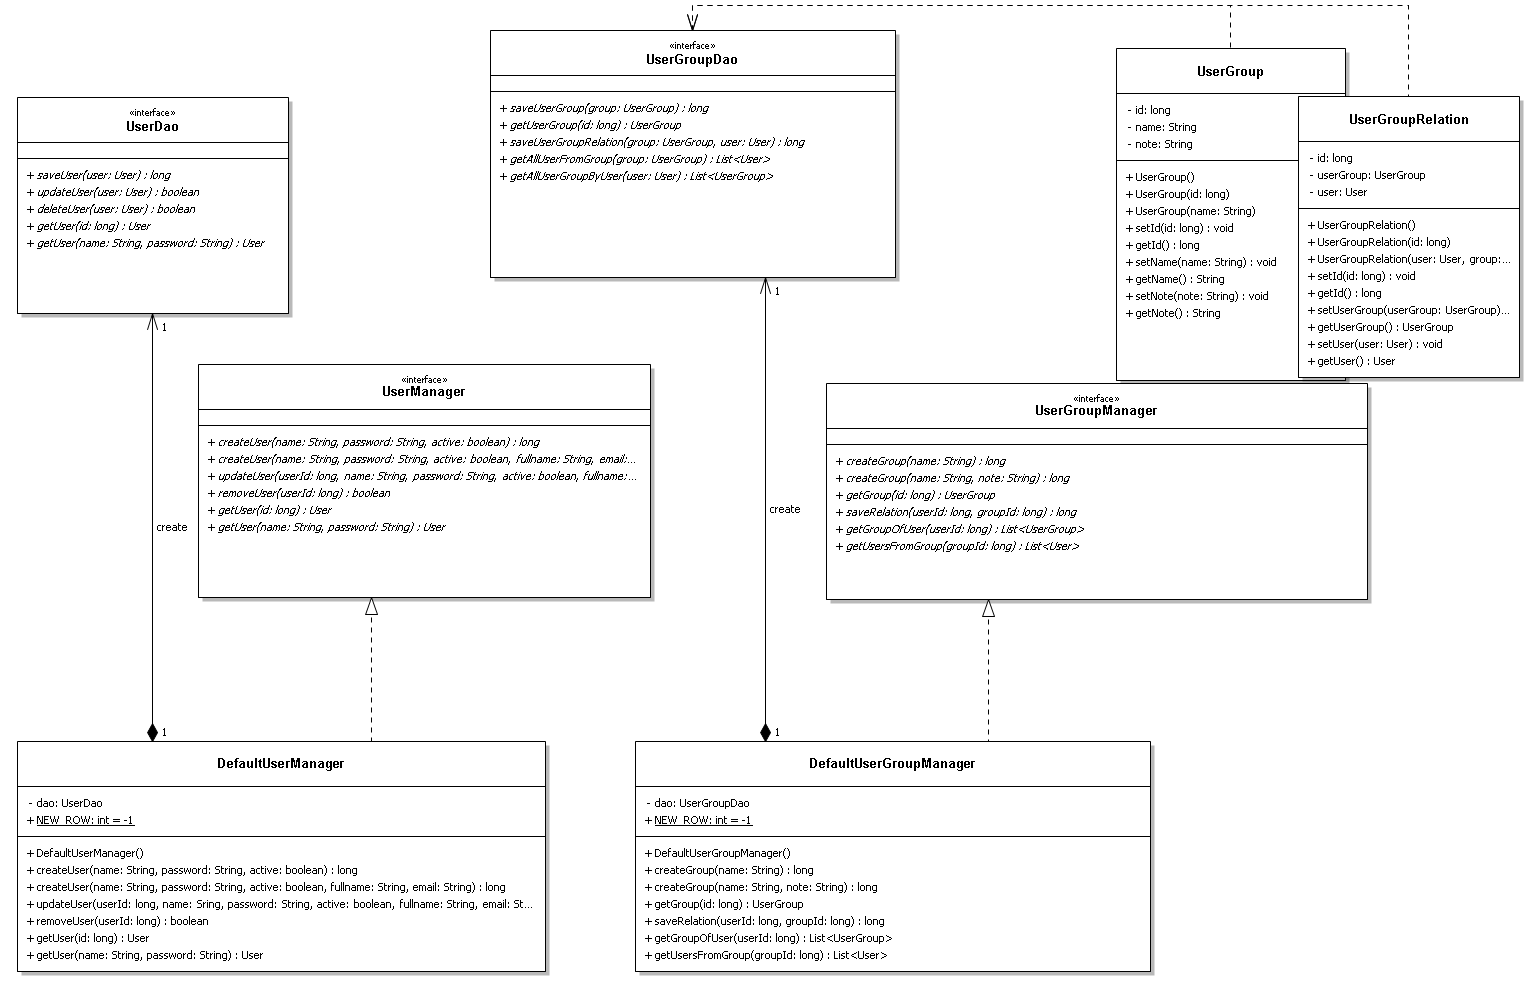 «interface»
UserGroupDao
+ saveUserGroup(group: UserGroup) : long
+ getUserGroup(id: long) : UserGroup
+ saveUserGroupRelation(group: UserGroup, user: User) : long
+ getAllUserFromGroup(group: UserGroup) : List<User>
+ getAllUserGroupByUser(user: User) : List<UserGroup>
UserGroup
- id: long
- name: String
- note: String
+ UserGroup()
+ UserGroup(id: long)
+ UserGroup(name: String)
+ setId(id: long) : void
+ getId() : long
+ setName(name: String) : void
+ getName() : String
+ setNote(note: String) : void
+ getNote() : String
UserGroupRelation
- id: long
- userGroup: UserGroup
- user: User
+ UserGroupRelation()
+ UserGroupRelation(id: long)
+ UserGroupRelation(user: User, group:...
+ setId(id: long) : void
+ getId() : long
+ setUserGroup(userGroup: UserGroup)...
+ getUserGroup() : UserGroup
+ setUser(user: User) : void
+ getUser() : User
«interface»
UserDao
+ saveUser(user: User) : long
+ updateUser(user: User) : boolean
+ deleteUser(user: User) : boolean
+ getUser(id: long) : User
+ getUser(name: String, password: String) : User
1
1
«interface»
UserManager
+ createUser(name: String, password: String, active: boolean) : long
+ createUser(name: String, password: String, active: boolean, fullname: String, email:...
+ updateUser(userId: long, name: String, password: String, active: boolean, fullname:...
+ removeUser(userId: long) : boolean
+ getUser(id: long) : User
+ getUser(name: String, password: String) : User
«interface»
UserGroupManager
+ createGroup(name: String) : long
+ createGroup(name: String, note: String) : long
+ getGroup(id: long) : UserGroup
+ saveRelation(userId: long, groupId: long) : long
+ getGroupOfUser(userId: long) : List<UserGroup>
+ getUsersFromGroup(groupId: long) : List<User>
create
create
1
1
DefaultUserManager
- dao: UserDao
+ NEW_ROW: int = -1
+ DefaultUserManager()
+ createUser(name: String, password: String, active: boolean) : long
+ createUser(name: String, password: String, active: boolean, fullname: String, email: String) : long
+ updateUser(userId: long, name: Sring, password: String, active: boolean, fullname: String, email: St...
+ removeUser(userId: long) : boolean
+ getUser(id: long) : User
+ getUser(name: String, password: String) : User
DefaultUserGroupManager
- dao: UserGroupDao
+ NEW_ROW: int = -1
+ DefaultUserGroupManager()
+ createGroup(name: String) : long
+ createGroup(name: String, note: String) : long
+ getGroup(id: long) : UserGroup
+ saveRelation(userId: long, groupId: long) : long
+ getGroupOfUser(userId: long) : List<UserGroup>
+ getUsersFromGroup(groupId: long) : List<User>